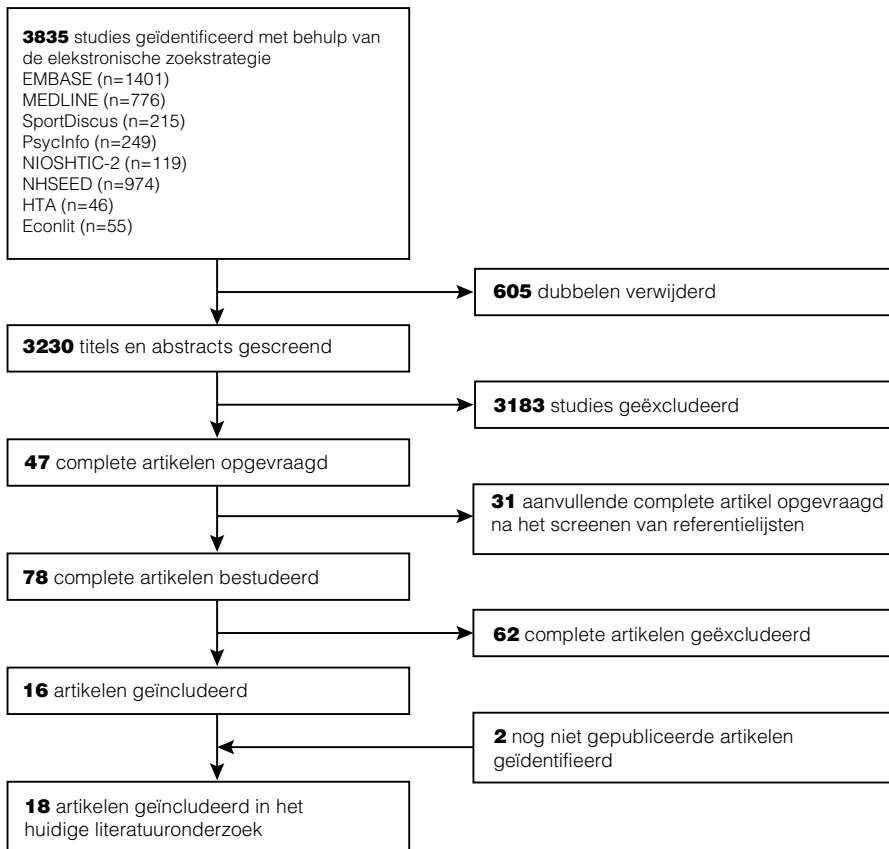 3835 studies geïdentificeerd met behulp van
de elekstronische zoekstrategie
EMBASE (n=1401)
MEDLINE (n=776)
SportDiscus (n=215)
PsycInfo (n=249)
NIOSHTIC-2 (n=119)
NHSEED (n=974)
HTA (n=46)
Econlit (n=55)
605 dubbelen verwijderd
3230 titels en abstracts gescreend
3183 studies geëxcludeerd
47 complete artikelen opgevraagd
31 aanvullende complete artikel opgevraagd
na het screenen van referentielijsten
78 complete artikelen bestudeerd
62 complete artikelen geëxcludeerd
16 artikelen geïncludeerd
2 nog niet gepubliceerde artikelen
geïdentifieerd
18 artikelen geïncludeerd in het
huidige literatuuronderzoek